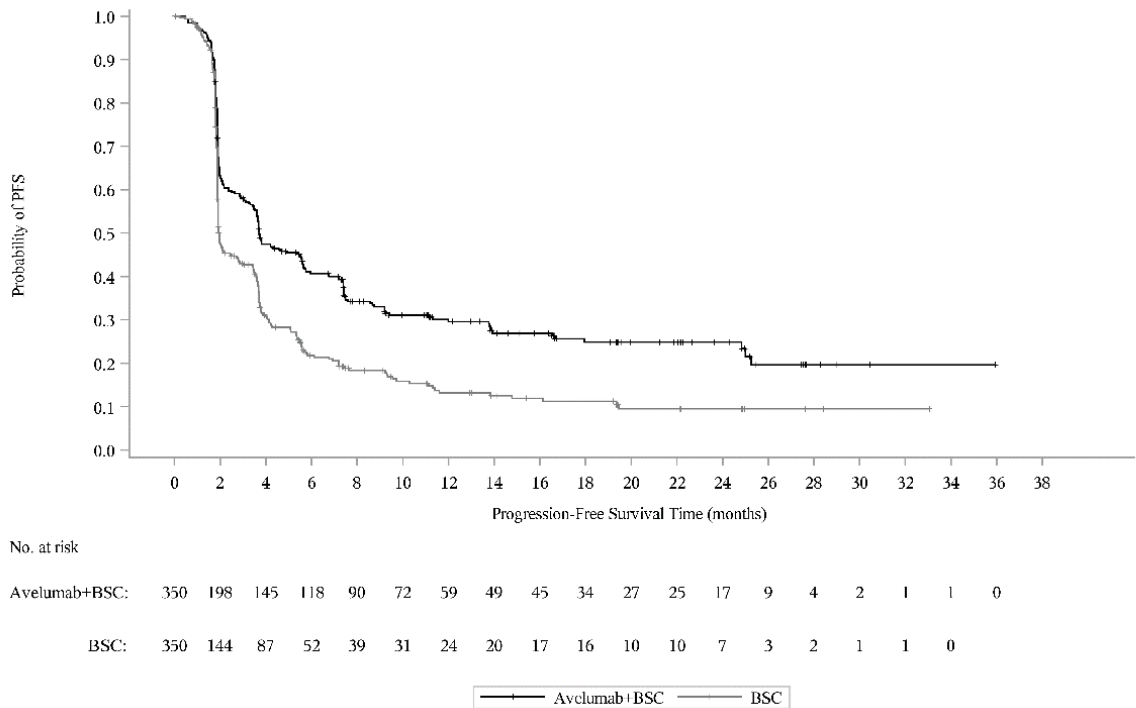 1.0
0.9
0.8
0.7
0.6
0.5
0.4
0.3
0.2
0.1
0.0
Probability of PFS
0 2 4 6 8 10 12 14 16 18 20 22 24 26 28 30 32 34 36 38
Progression-Free Survival Time (months)
No. at risk
Avelumab+BSC: 350 198 145 118 90 72 59 49 45 34 27 25 17 9 4 2 1 1 0
BSC: 350 144 87 52 39 31 24 20 17 16 10 10 7 3 2 1 1 0
Avelumab+BSC BSC